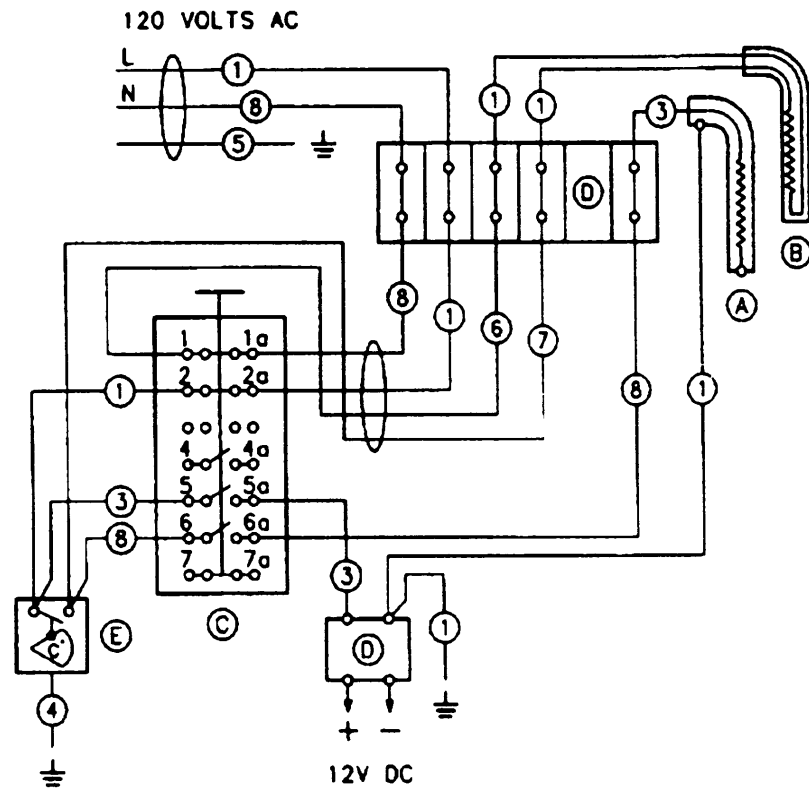 120 VOLTS AC
L 1
N 8
5
1 1 3
D
B
A
8 1 6 7
1 1a
2 2a
1 8 1
4 4a
3 5 5a
8 6 6a
7 7a
3
E C D 1
C°
4
+ −
12V DC